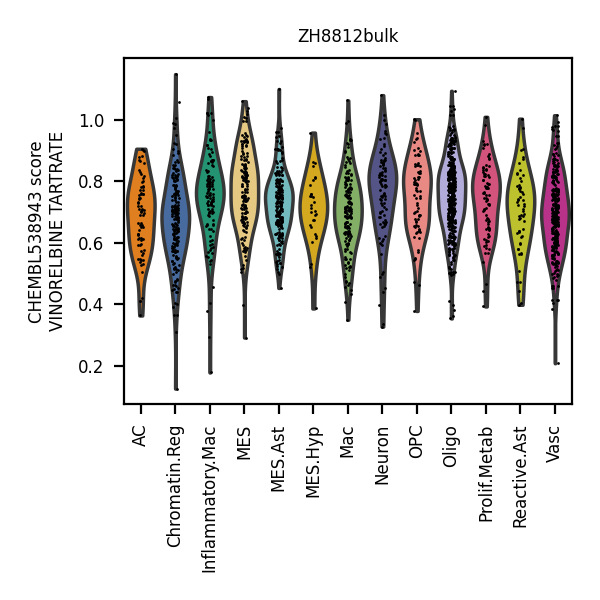 ZH8812bulk
CHEMBL538943 score
VINORELBINE TARTRATE
1.0
0.8
0.6
0.4
0.2
AC
Chromatin.Reg
Inflammatory.Mac
MES
MES.Ast
MES.Hyp
Mac
Neuron
OPC
Oligo
Prolif.Metab
Reactive.Ast
Vasc